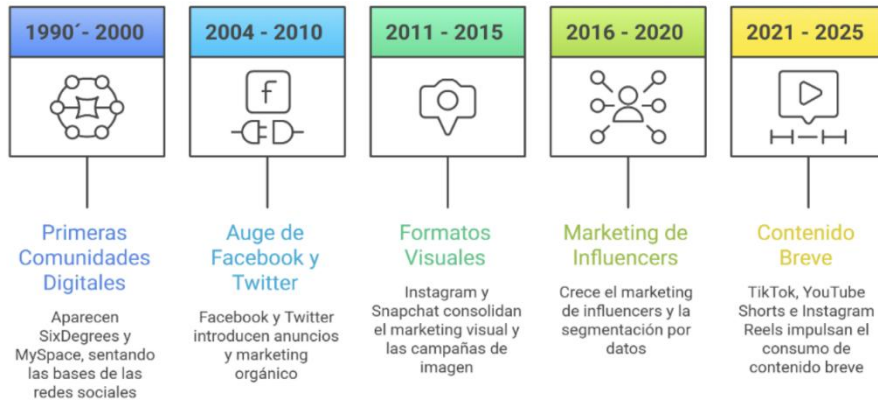 1990´- 2000
2004 - 2010
2011 - 2015
2016 - 2020
2021 - 2025
f
Primeras
Comunidades
Digitales
Aparecen
SixDegrees y
MySpace, sentando
las bases de las
redes sociales
Auge de
Facebook y
Twitter
Facebook y Twitter
introducen anuncios
y marketing
orgánico
Formatos
Visuales
Instagram y
Snapchat consolidan
el marketing visual y
las campañas de
imagen
Marketing de
Influencers
Crece el marketing
de influencers y la
segmentación por
datos
Contenido
Breve
TikTok, YouTube
Shorts e Instagram
Reels impulsan el
consumo de
contenido breve